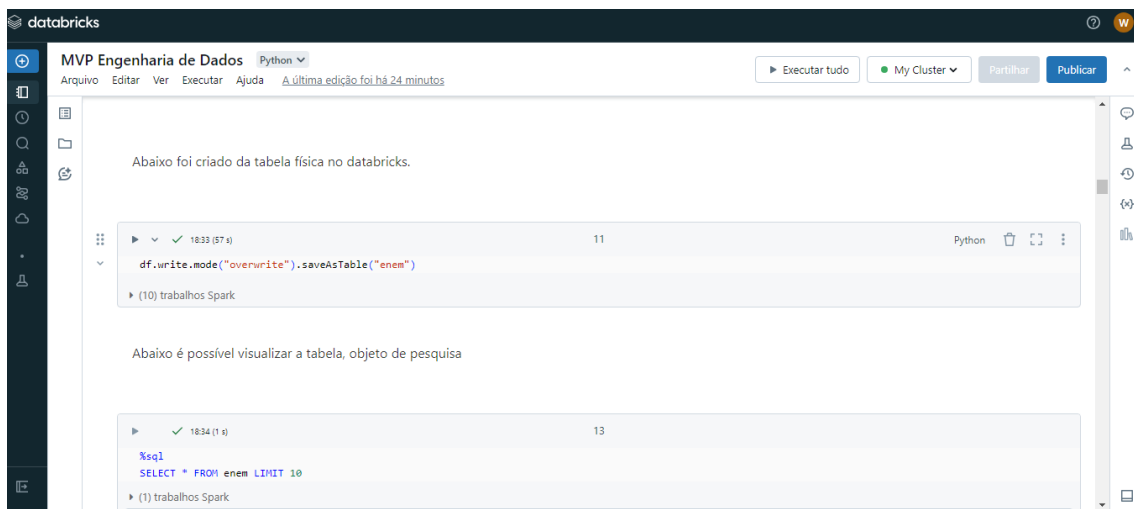 databricks
W
MVP Engenharia de Dados Python
Arquivo Editar Ver Executar Ajuda A última edição foi há 24 minutos
Executar tudo
My Cluster
Partilhar
Publicar
Abaixo foi criado da tabela física no databricks.
18:33 (57 s)
11
Python
df.write.mode("overwrite").saveAsTable("enem")
(10) trabalhos Spark
Abaixo é possível visualizar a tabela, objeto de pesquisa
18:34 (1 s)
13
%sql
SELECT * FROM enem LIMIT 10
(1) trabalhos Spark